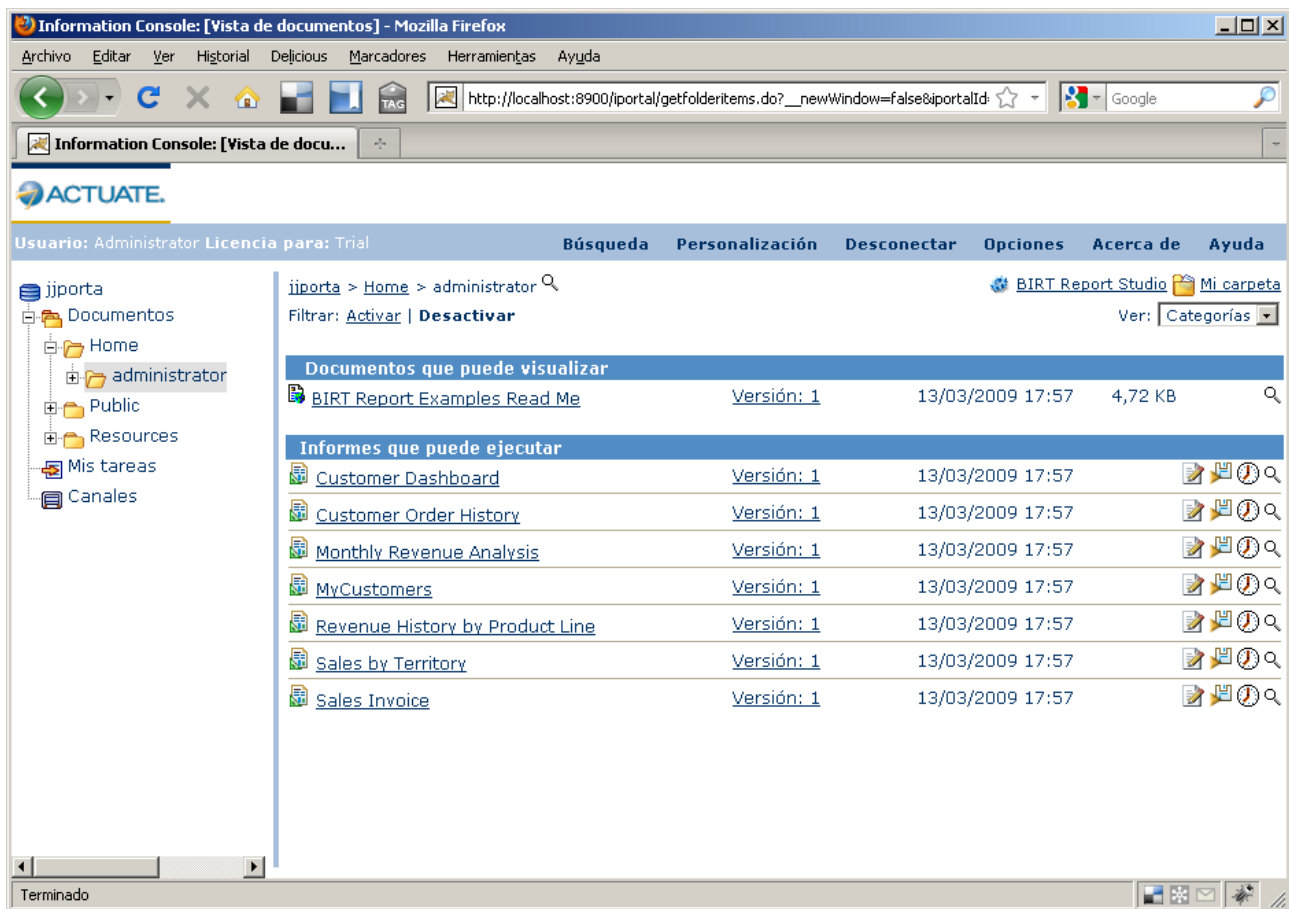 Information Console: [Vista de documentos] - Mozilla Firefox
Archivo Editar Ver Historial Delicious Marcadores Herramientas Ayuda
TAG http://localhost:8900/iportal/getfolderitems.do?__newWindow=false&iportalId: Google
Information Console: [Vista de docu...
ACTUATE.
Usuario: Administrator Licencia para: Trial Búsqueda Personalización Desconectar Opciones Acerca de Ayuda
jjporta
Documentos
Home
administrator
Public
Resources
Mis tareas
Canales
jjporta > Home > administrator BIRT Report Studio Mi carpeta
Filtrar: Activar | Desactivar Ver: Categorías
Documentos que puede visualizar
BIRT Report Examples Read Me Versión: 1 13/03/2009 17:57 4,72 KB
Informes que puede ejecutar
Customer Dashboard Versión: 1 13/03/2009 17:57
Customer Order History Versión: 1 13/03/2009 17:57
Monthly Revenue Analysis Versión: 1 13/03/2009 17:57
MyCustomers Versión: 1 13/03/2009 17:57
Revenue History by Product Line Versión: 1 13/03/2009 17:57
Sales by Territory Versión: 1 13/03/2009 17:57
Sales Invoice Versión: 1 13/03/2009 17:57
Terminado